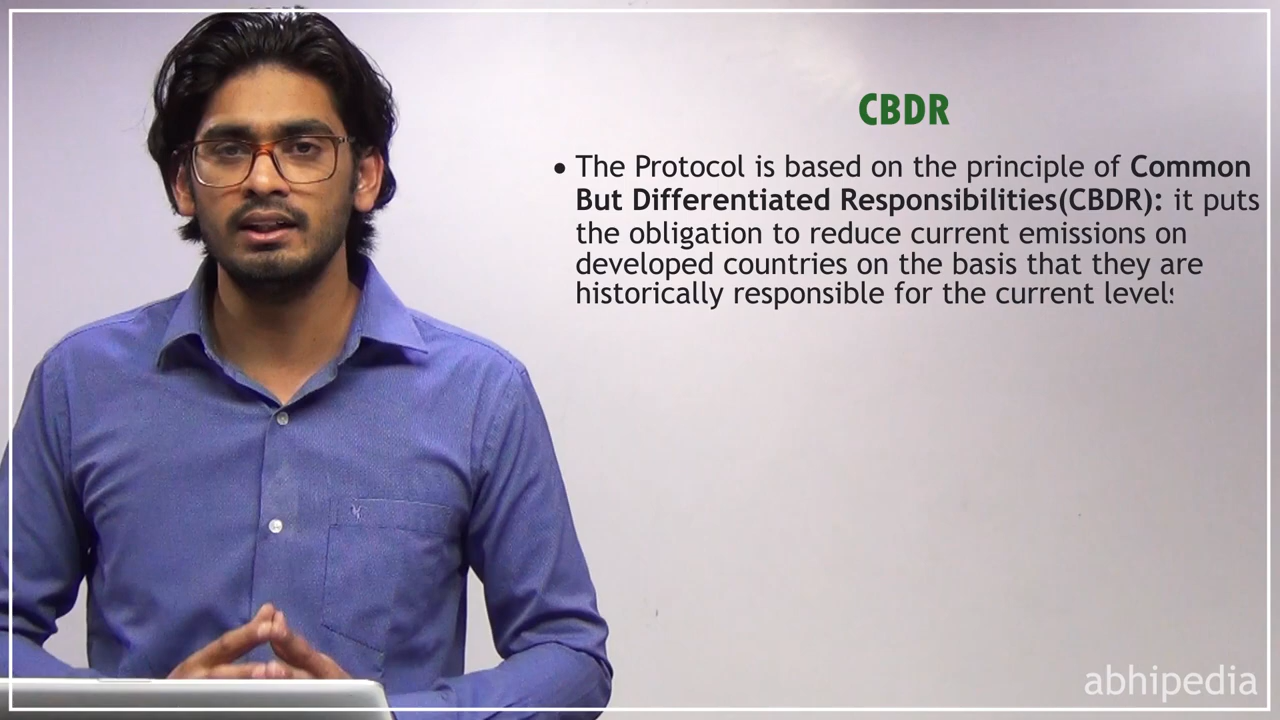 CBDR
• The Protocol is based on the principle of Common
But Differentiated Responsibilities(CBDR): it puts
the obligation to reduce current emissions on
developed countries on the basis that they are
historically responsible for the current
abhipedia